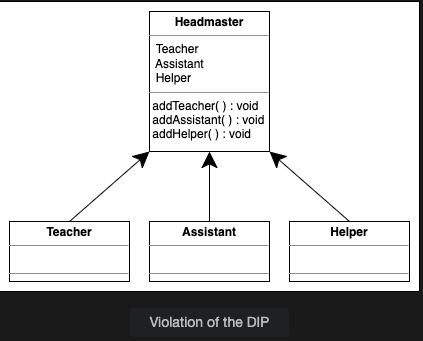 Headmaster
Teacher
Assistant
Helper
addTeacher( ) : void
addAssistant( ) : void
addHelper( ) : void
Teacher
Assistant
Helper
Violation of the DIP